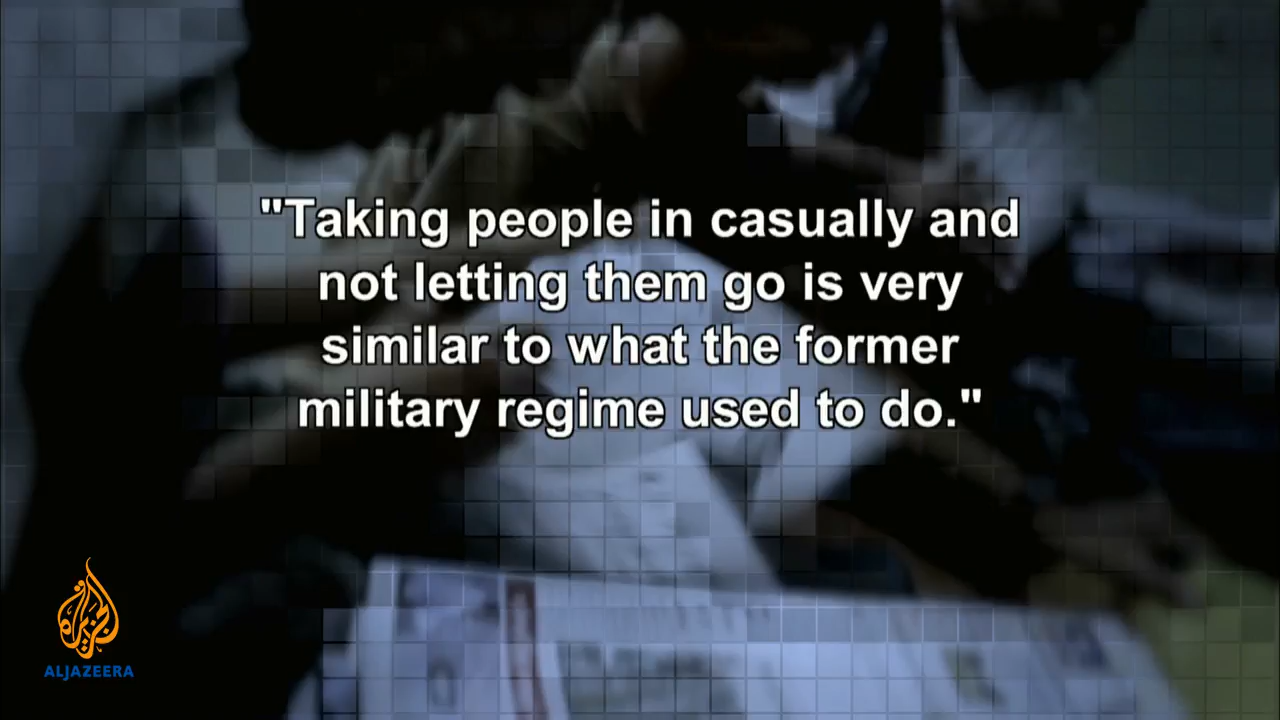 "Taking people in casually and
not letting them go is very
similar to what the former
military regime used to do."
الجزيرة
ALJAZEERA